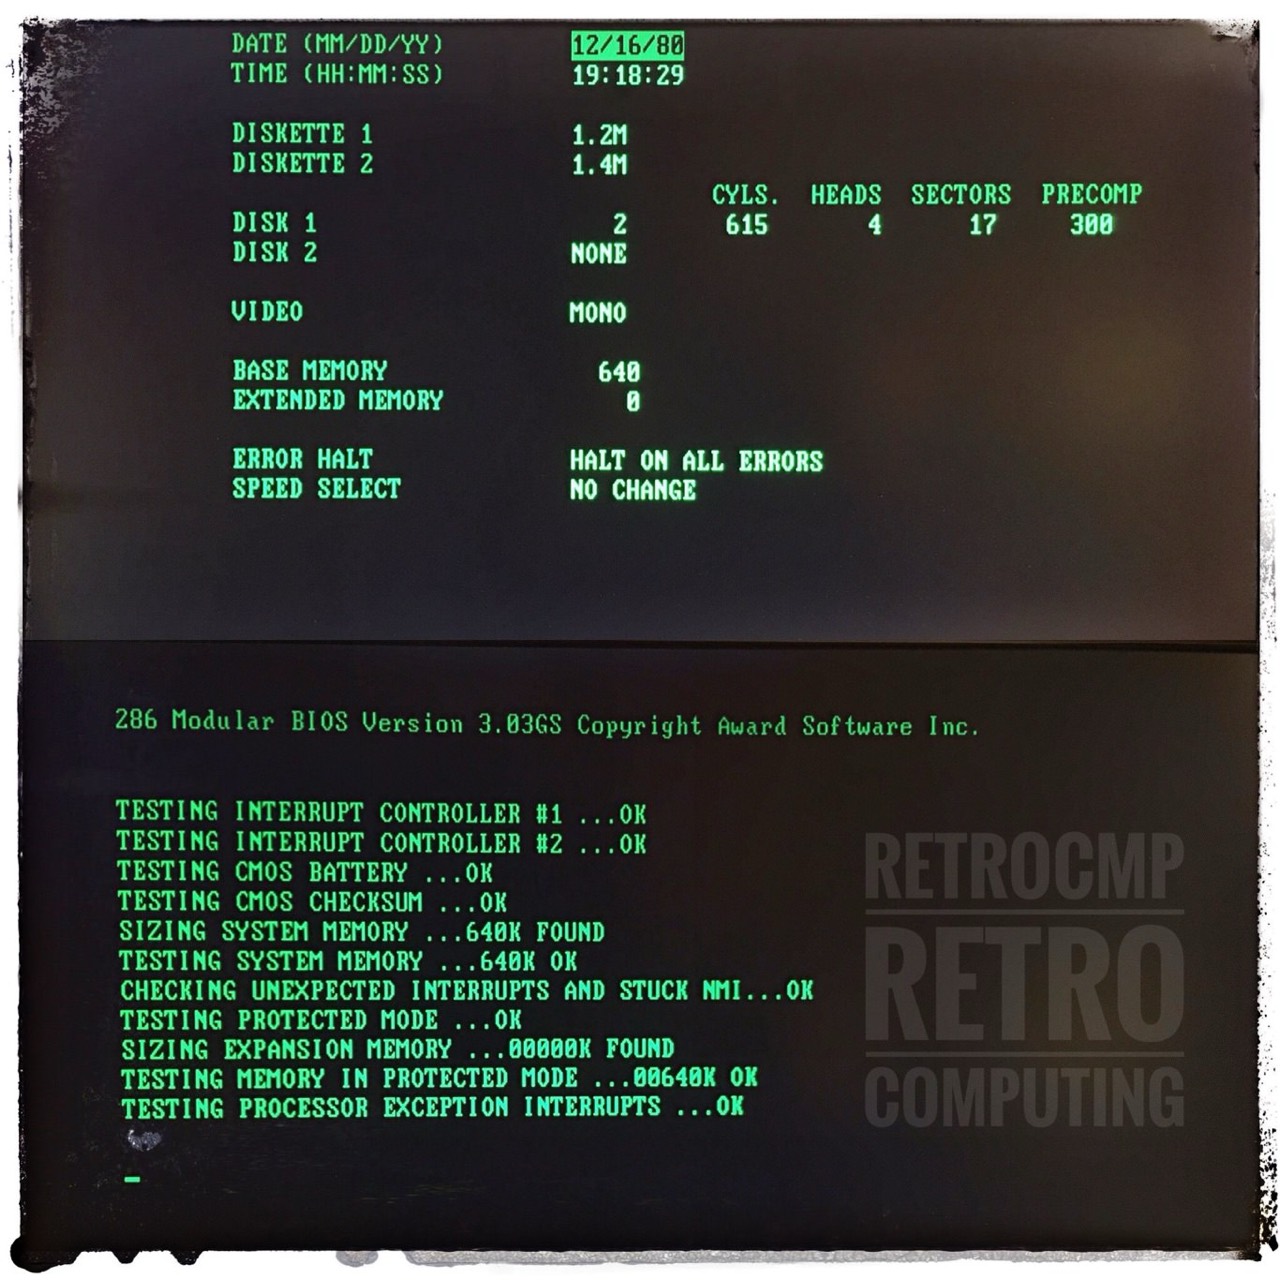 DATE (MM/DD/YY) 12/16/80
TIME (HH:MM:SS) 19:18:29
DISKETTE 1 1.2M
DISKETTE 2 1.4M
CYLS. HEADS SECTORS PRECOMP
DISK 1 2 615 4 17 300
DISK 2 NONE
VIDEO MONO
BASE MEMORY 640
EXTENDED MEMORY 0
ERROR HALT HALT ON ALL ERRORS
SPEED SELECT NO CHANGE
286 Modular BIOS Version 3.03GS Copyright Award Software Inc.
TESTING INTERRUPT CONTROLLER #1 ...OK
TESTING INTERRUPT CONTROLLER #2 ...OK
TESTING CMOS BATTERY ...OK
TESTING CMOS CHECKSUM ...OK
SIZING SYSTEM MEMORY ...640K FOUND
TESTING SYSTEM MEMORY ...640K OK
CHECKING UNEXPECTED INTERRUPTS AND STUCK NMI...OK
TESTING PROTECTED MODE ...OK
SIZING EXPANSION MEMORY ...00000K FOUND
TESTING MEMORY IN PROTECTED MODE ...00640K OK
TESTING PROCESSOR EXCEPTION INTERRUPTS ...OK
RETROCMP
RETRO
COMPUTING